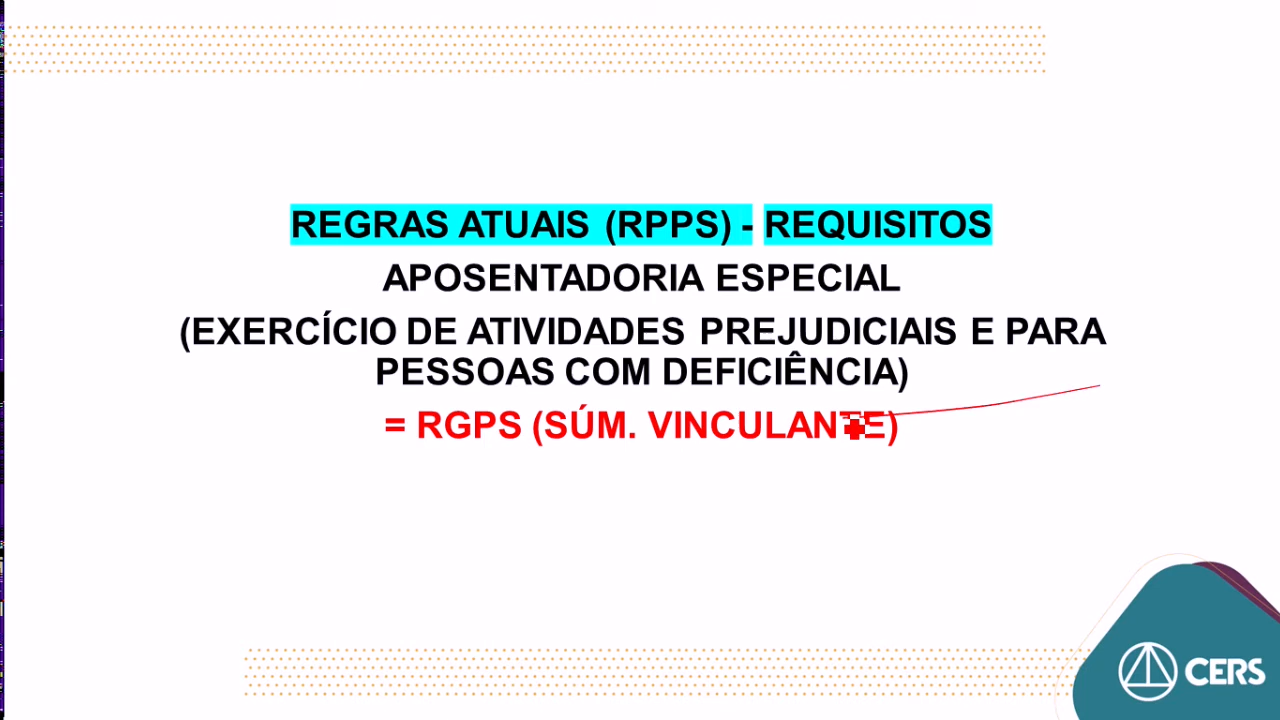 REGRAS ATUAIS (RPPS) - REQUISITOS
APOSENTADORIA ESPECIAL
(EXERCÍCIO DE ATIVIDADES PREJUDICIAIS E PARA
PESSOAS COM DEFICIÊNCIA)
= RGPS (SÚM. VINCULANTE)
CERS